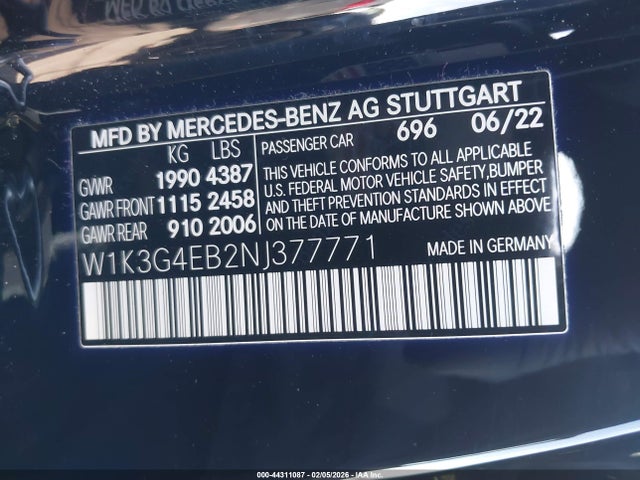 MFD BY MERCEDES-BENZ AG STUTTGART
KG LBS
GVWR 1990 4387
GAWR FRONT 1115 2458
GAWR REAR 910 2006
PASSENGER CAR 696 06/22
THIS VEHICLE CONFORMS TO ALL APPLICABLE
U.S. FEDERAL MOTOR VEHICLE SAFETY,BUMPER
AND THEFT PREVENTION STANDARDS IN EFFECT
ON THE DATE OF MANUFACTURE SHOWN ABOVE
W1K3G4EB2NJ377771 MADE IN GERMANY
000-44311087 - 02/05/2026 - IAA Inc.